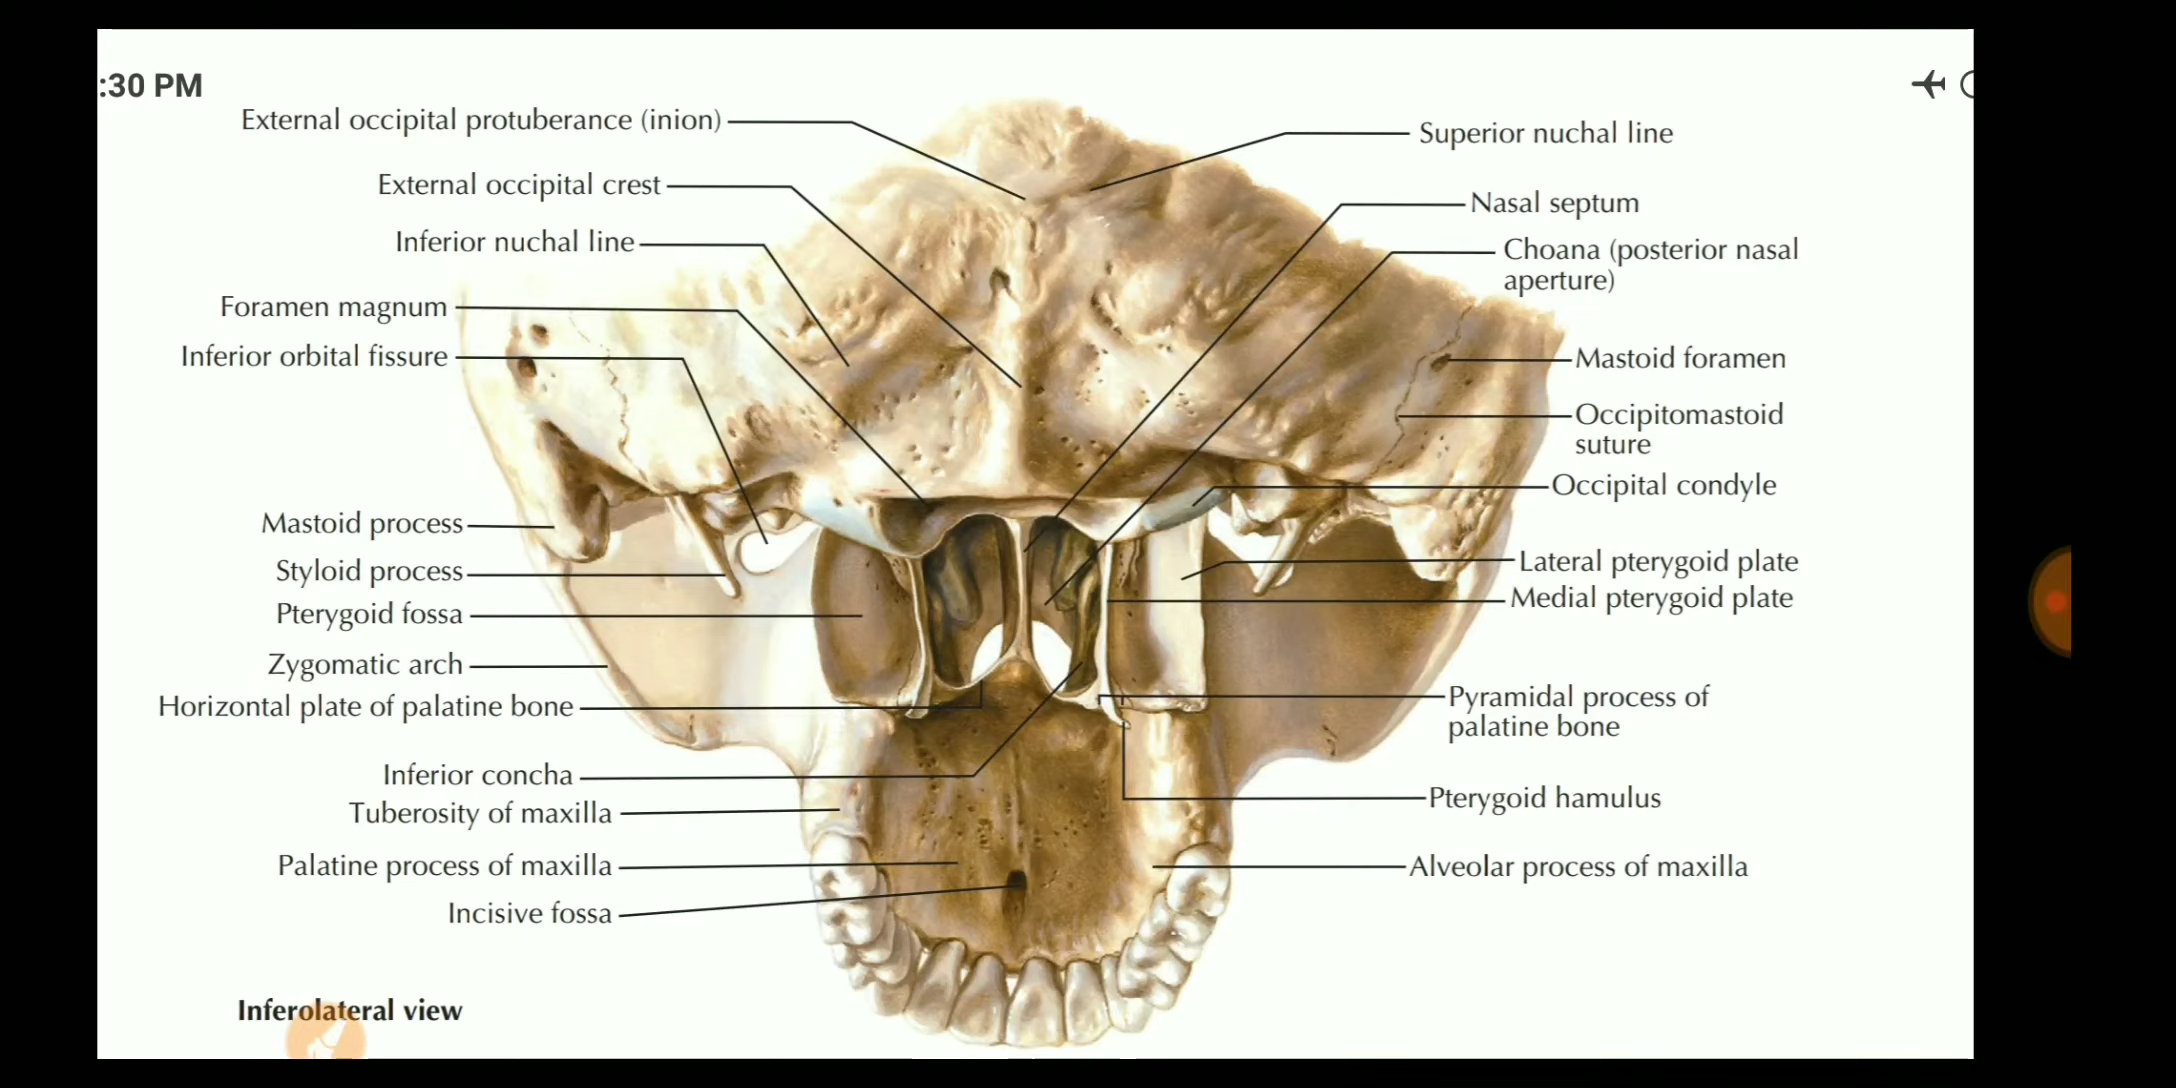 :30 PM
External occipital protuberance (inion)
External occipital crest
Inferior nuchal line
Foramen magnum
Inferior orbital fissure
Mastoid process
Styloid process
Pterygoid fossa
Zygomatic arch
Horizontal plate of palatine bone
Inferior concha
Tuberosity of maxilla
Palatine process of maxilla
Incisive fossa
Superior nuchal line
Nasal septum
Choana (posterior nasal
aperture)
Mastoid foramen
Occipitomastoid
suture
Occipital condyle
Lateral pterygoid plate
Medial pterygoid plate
Pyramidal process of
palatine bone
Pterygoid hamulus
Alveolar process of maxilla
Inferolateral view